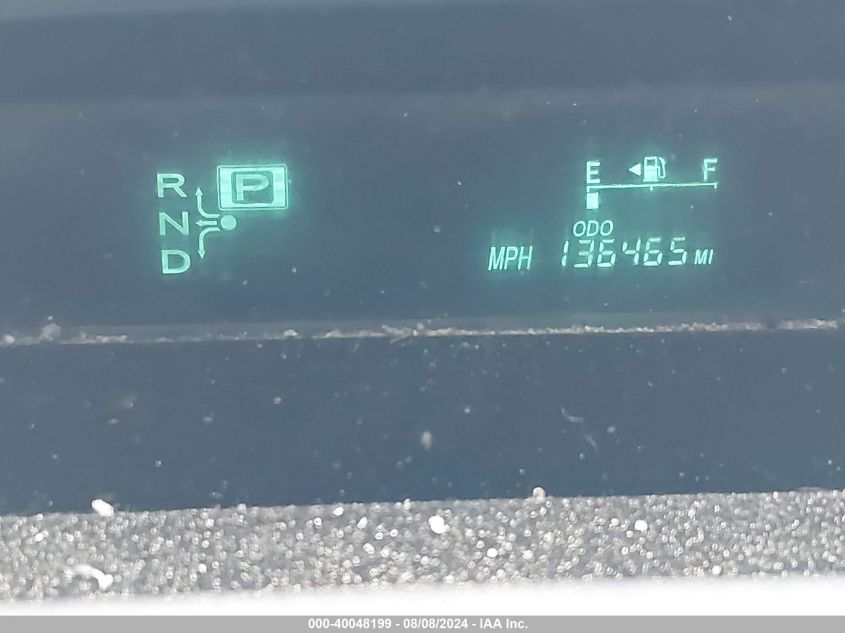 R P
N
D
E F
ODO
MPH 136465 MI
000-40048199 - 08/08/2024 - IAA Inc.